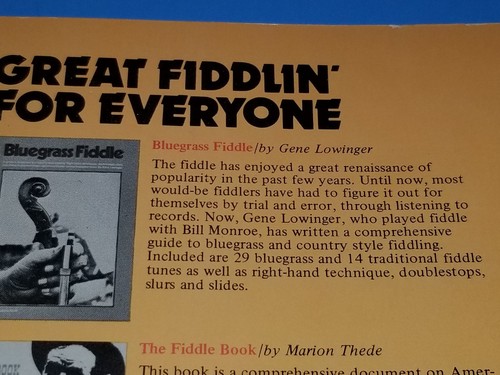 GREAT FIDDLIN'
FOR EVERYONE
Bluegrass Fiddle
Bluegrass Fiddle/by Gene Lowinger
The fiddle has enjoyed a great renaissance of
popularity in the past few years. Until now, most
would-be fiddlers have had to figure it out for
themselves by trial and error, through listening to
records. Now, Gene Lowinger, who played fiddle
with Bill Monroe, has written a comprehensive
guide to bluegrass and country style fiddling.
Included are 29 bluegrass and 14 traditional fiddle
tunes as well as right-hand technique, doublestops,
slurs and slides.
The Fiddle Book/by Marion Thede
This book is a comprehensive document on Amer-